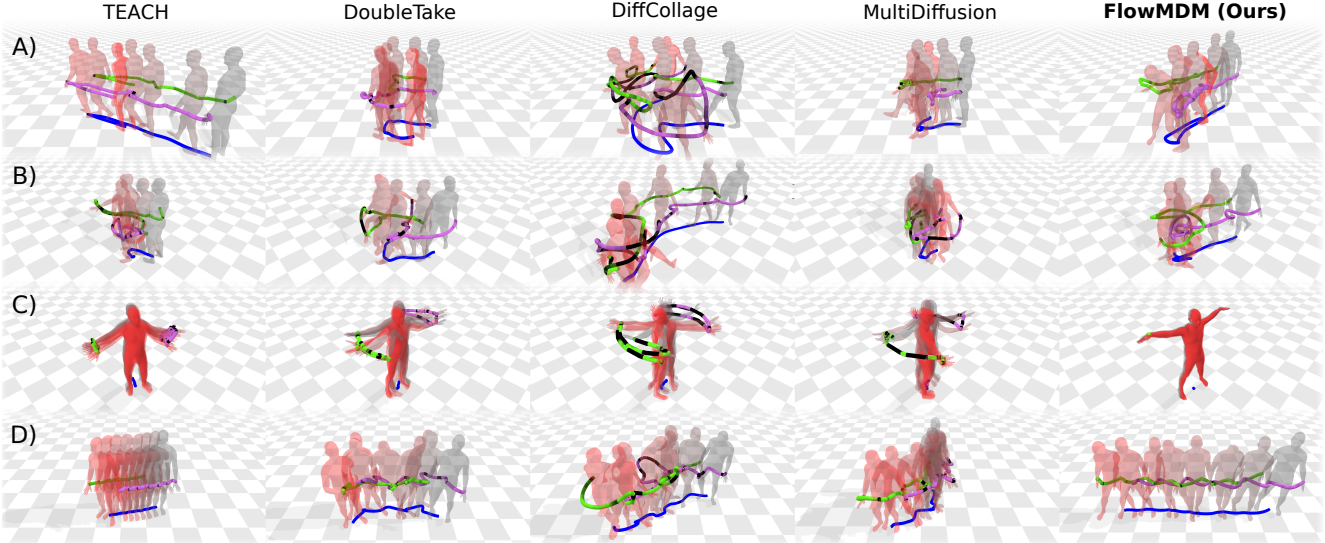 TEACH DoubleTake DiffCollage MultiDiffusion FlowMDM (Ours)
A)
B)
C)
D)